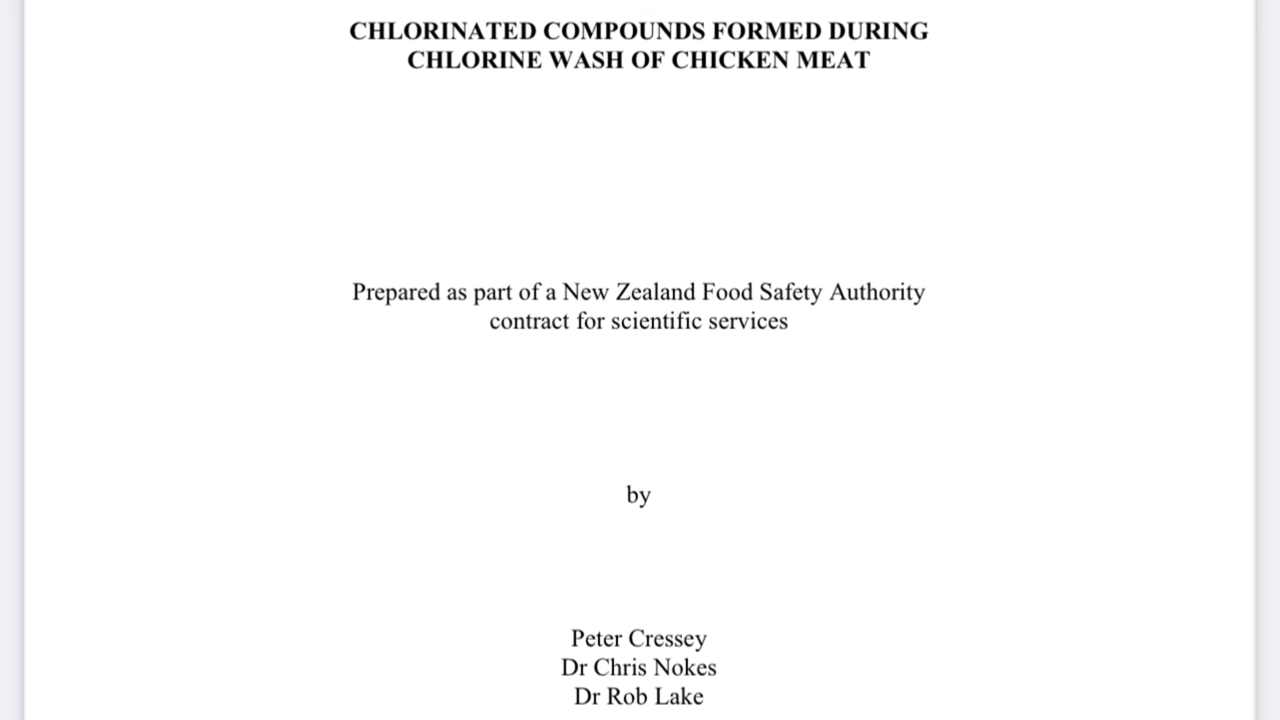 CHLORINATED COMPOUNDS FORMED DURING
CHLORINE WASH OF CHICKEN MEAT
Prepared as part of a New Zealand Food Safety Authority
contract for scientific services
by
Peter Cressey
Dr Chris Nokes
Dr Rob Lake